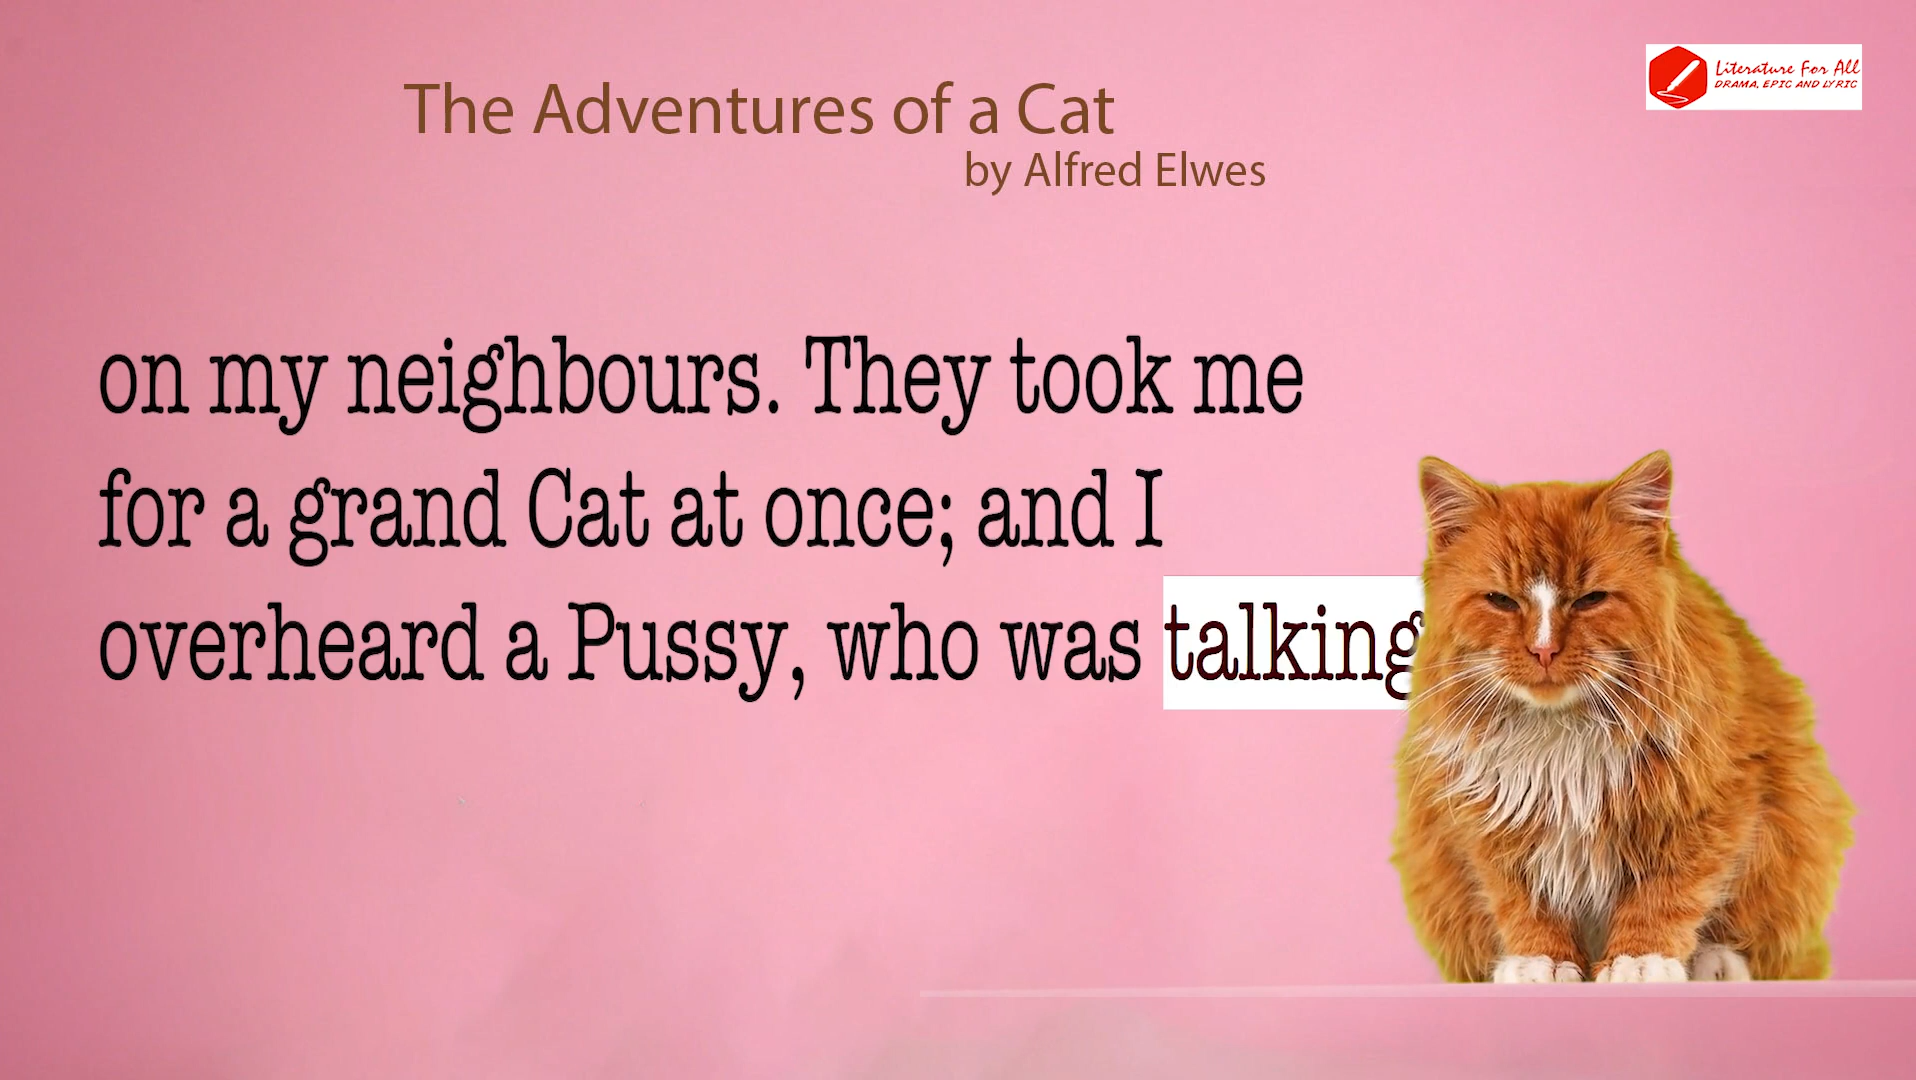 The Adventures of a Cat
by Alfred Elwes
Literature For All
DRAMA, EPIC AND LYRIC
on my neighbours. They took me
for a grand Cat at once; and I
overheard a Pussy, who was talking